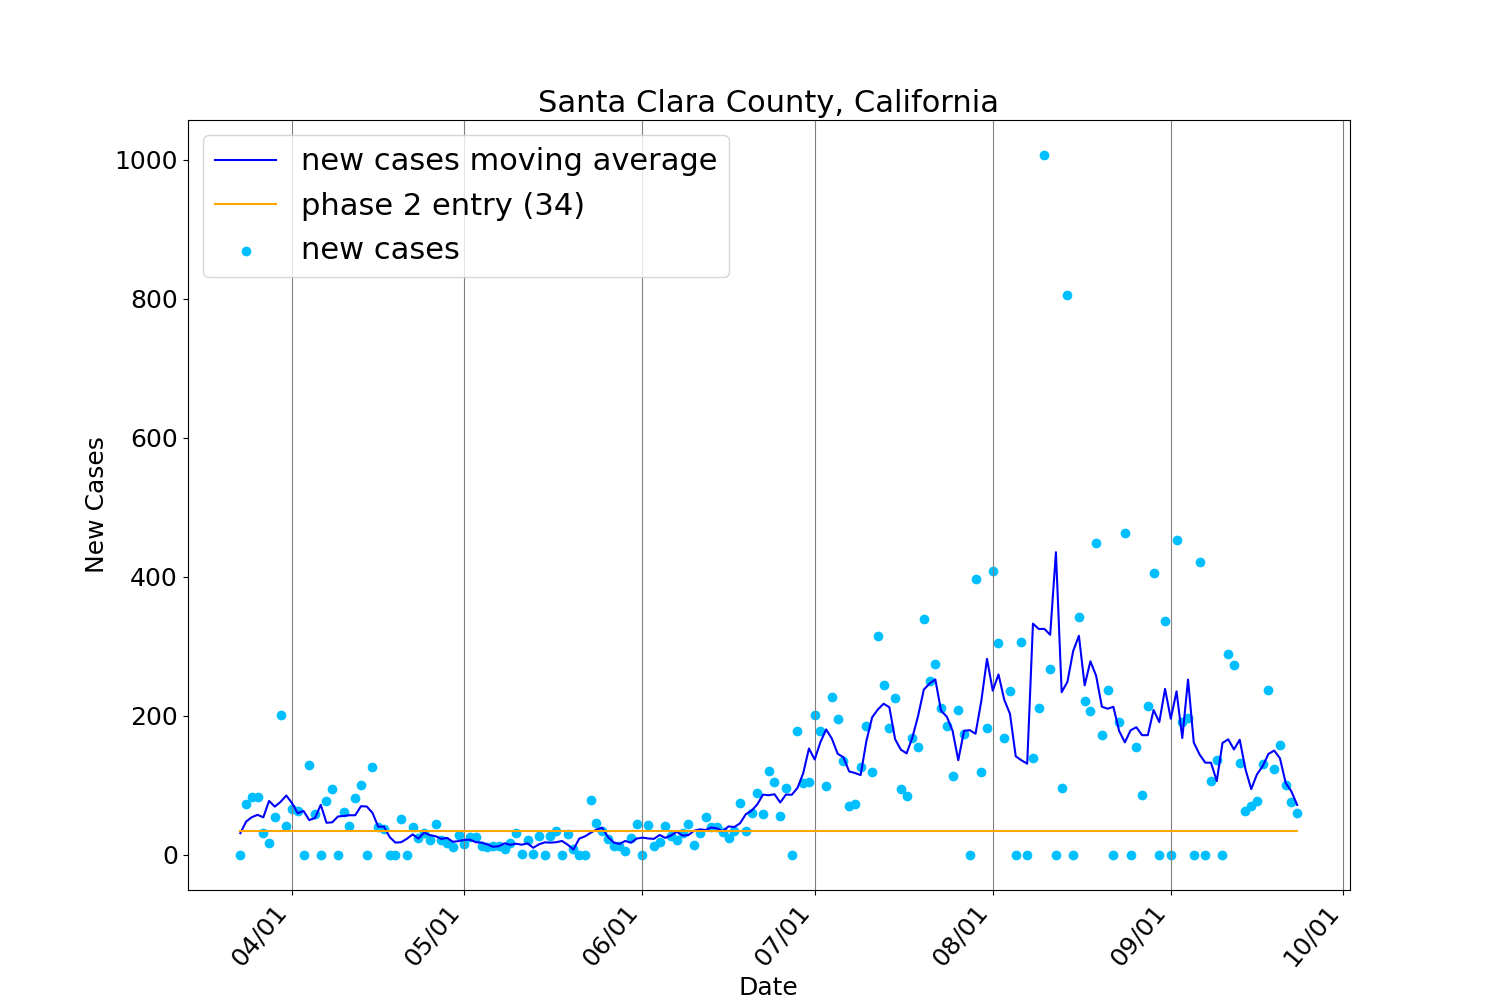 Santa Clara County, California
new cases moving average
phase 2 entry (34)
new cases
1000
800
600
400
200
0
New Cases
04/01
05/01
06/01
07/01
08/01
09/01
10/01
Date